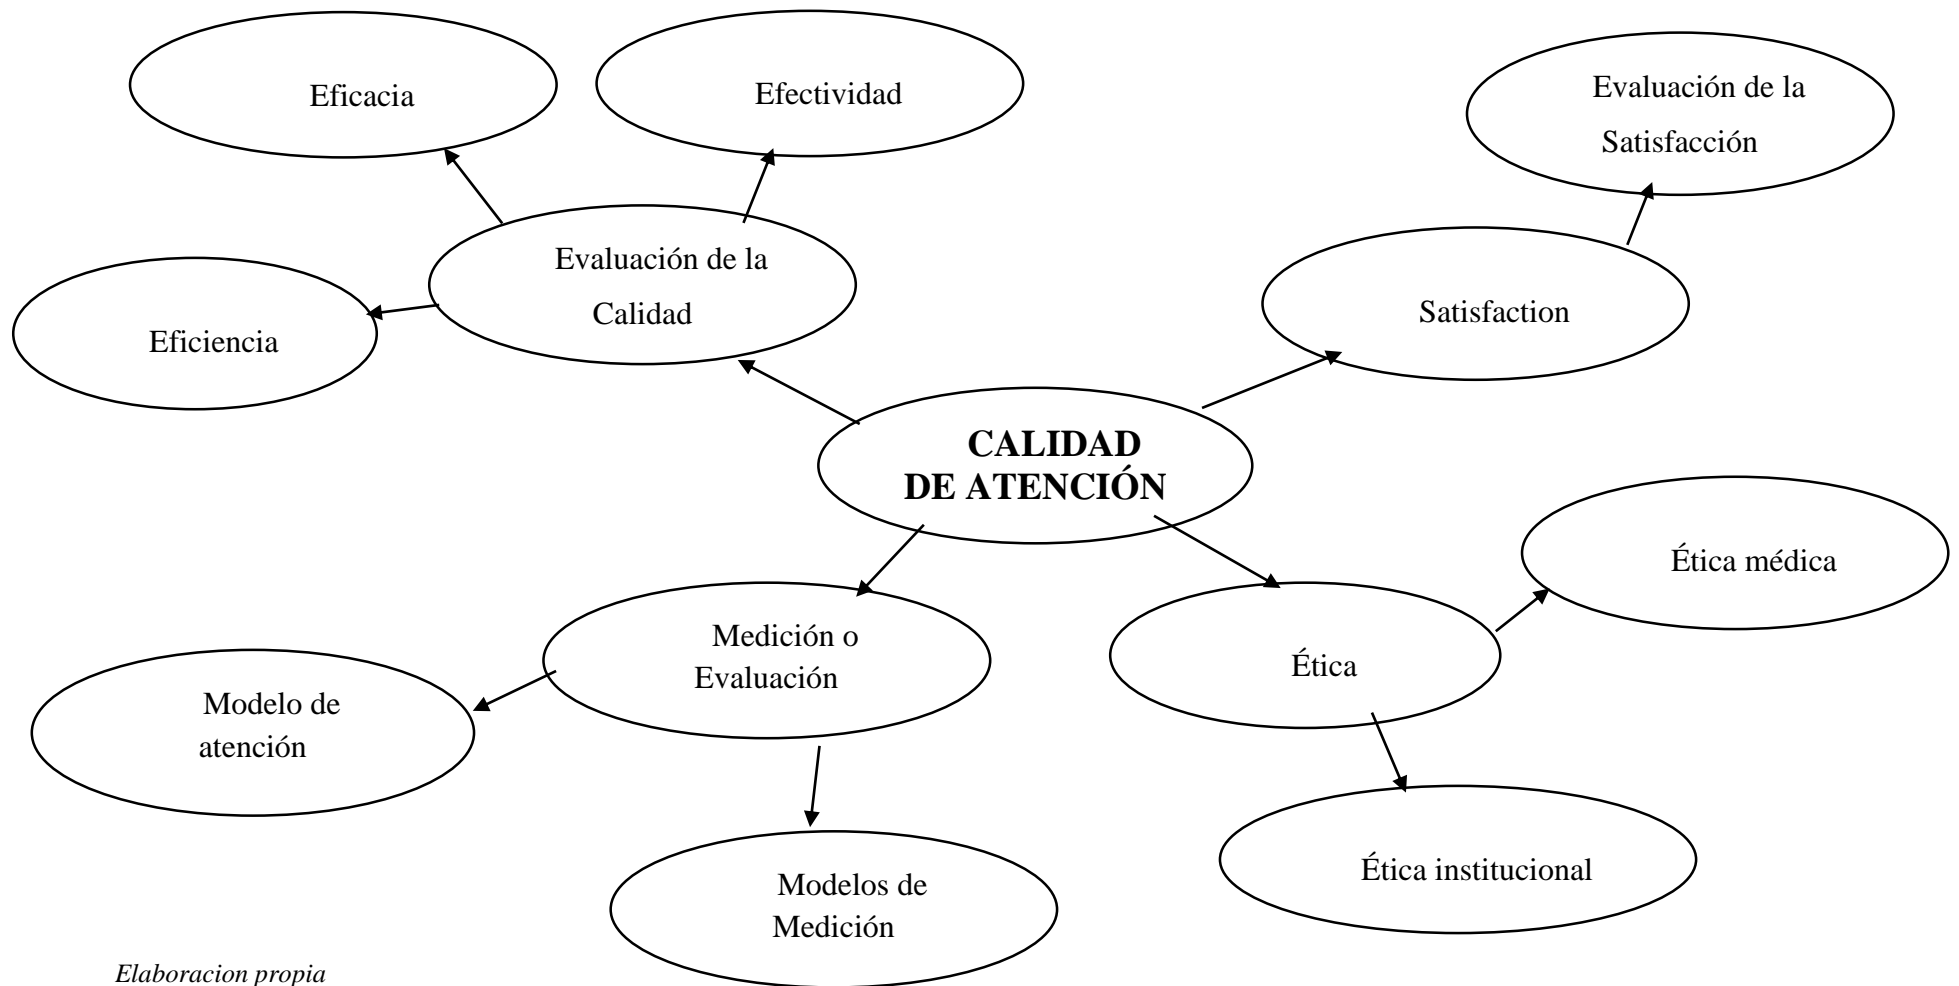 Eficacia
Efectividad
Evaluación de la
Satisfacción
Evaluación de la
Calidad
Eficiencia
Satisfaction
CALIDAD
DE ATENCIÓN
Ética médica
Medición o
Evaluación
Ética
Modelo de
atención
Ética institucional
Modelos de
Medición
Elaboracion propia